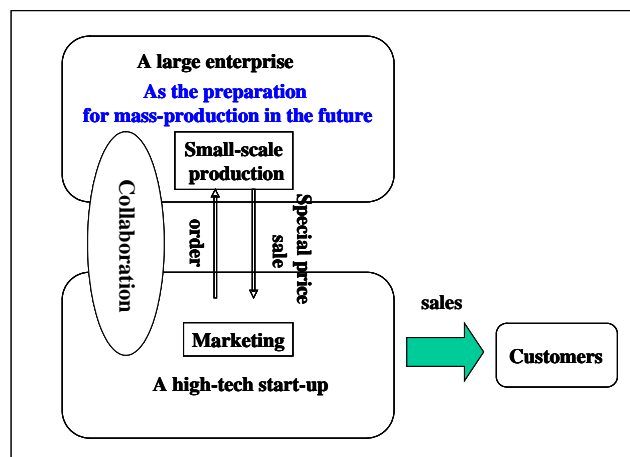 A large enterprise
As the preparation
for mass-production in the future
Small-scale
production
Collaboration
order
Special price
sale
Marketing
A high-tech start-up
sales
Customers